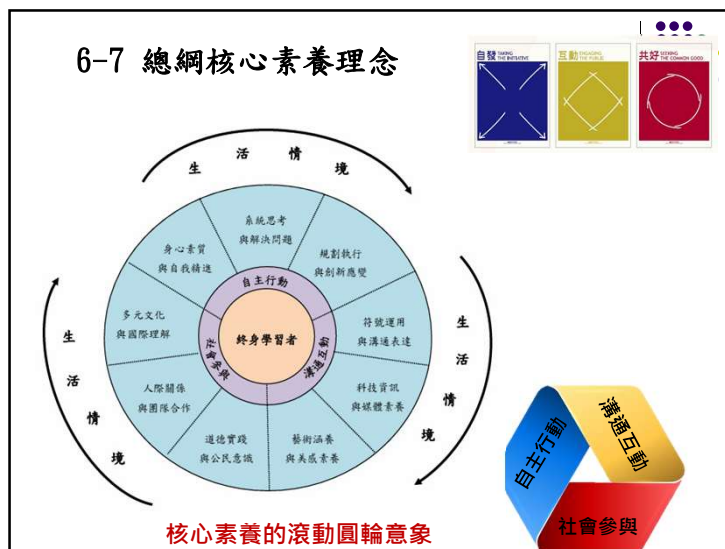 6-7 總綱核心素養理念
自發 TAKING
THE INITIATIVE
互動 ENGAGING
THE PUBLIC
共好 SEEKING
THE COMMON GOOD
生活情境
系統思考
與解決問題
規劃執行
與創新應變
符號運用
與溝通表達
科技資訊
與媒體素養
藝術涵養
與美感素養
道德實踐
與公民意識
人際關係
與團隊合作
多元文化
與國際理解
身心素質
與自我精進
自主行動
溝通互動
社會參與
終身學習者
生活情境
生活情境
自主行動
溝通互動
社會參與
核心素養的滾動圓輪意象